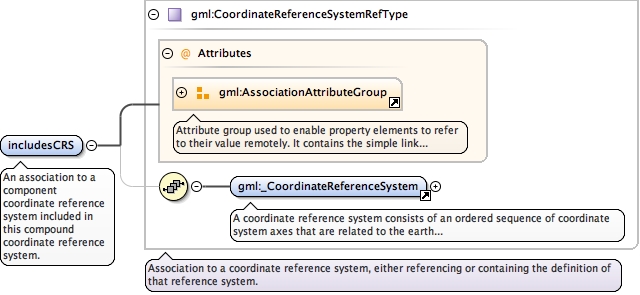 gml:CoordinateReferenceSystemRefType
@ Attributes
gml:AssociationAttributeGroup
Attribute group used to enable property elements to refer
to their value remotely. It contains the simple link...
includesCRS
An association to a
component
coordinate reference
system included in
this compound
coordinate reference
system.
gml:_CoordinateReferenceSystem
A coordinate reference system consists of an ordered sequence of coordinate
system axes that are related to the earth...
Association to a coordinate reference system, either referencing or containing the definition of
that reference system.